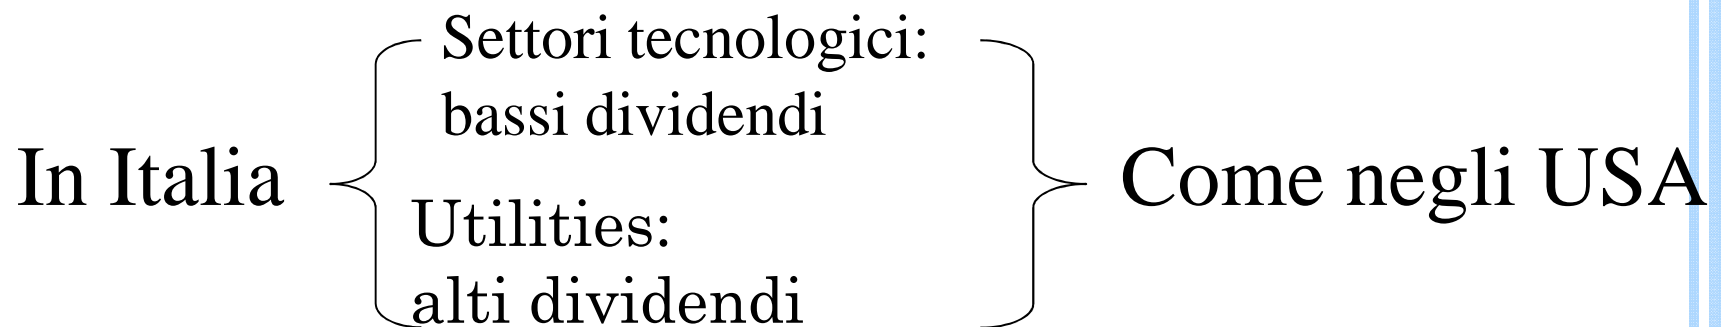 Settori tecnologici:
bassi dividendi
In Italia
Come negli USA
Utilities:
alti dividendi